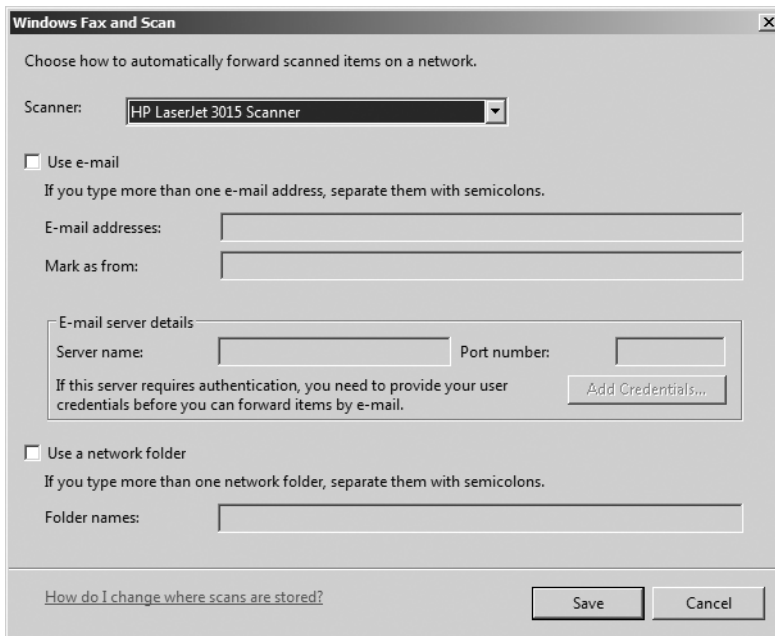 Windows Fax and Scan
Choose how to automatically forward scanned items on a network.
Scanner: HP LaserJet 3015 Scanner
Use e-mail
If you type more than one e-mail address, separate them with semicolons.
E-mail addresses:
Mark as from:
E-mail server details
Server name: Port number:
If this server requires authentication, you need to provide your user
credentials before you can forward items by e-mail.
Add Credentials...
Use a network folder
If you type more than one network folder, separate them with semicolons.
Folder names:
How do I change where scans are stored?
Save Cancel